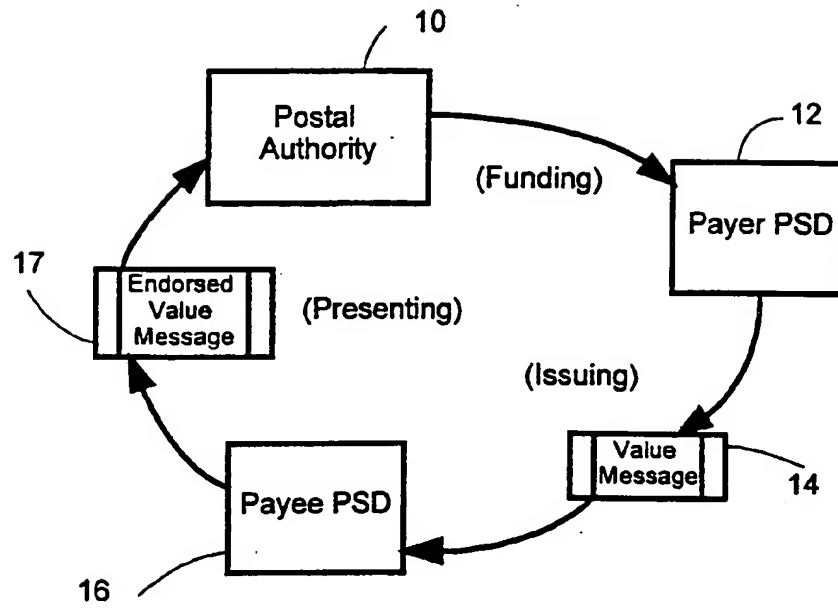 10
Postal
Authority
12
(Funding)
Payer PSD
17
Endorsed
Value
Message
(Presenting)
(Issuing)
Value
Message
14
Payee PSD
16